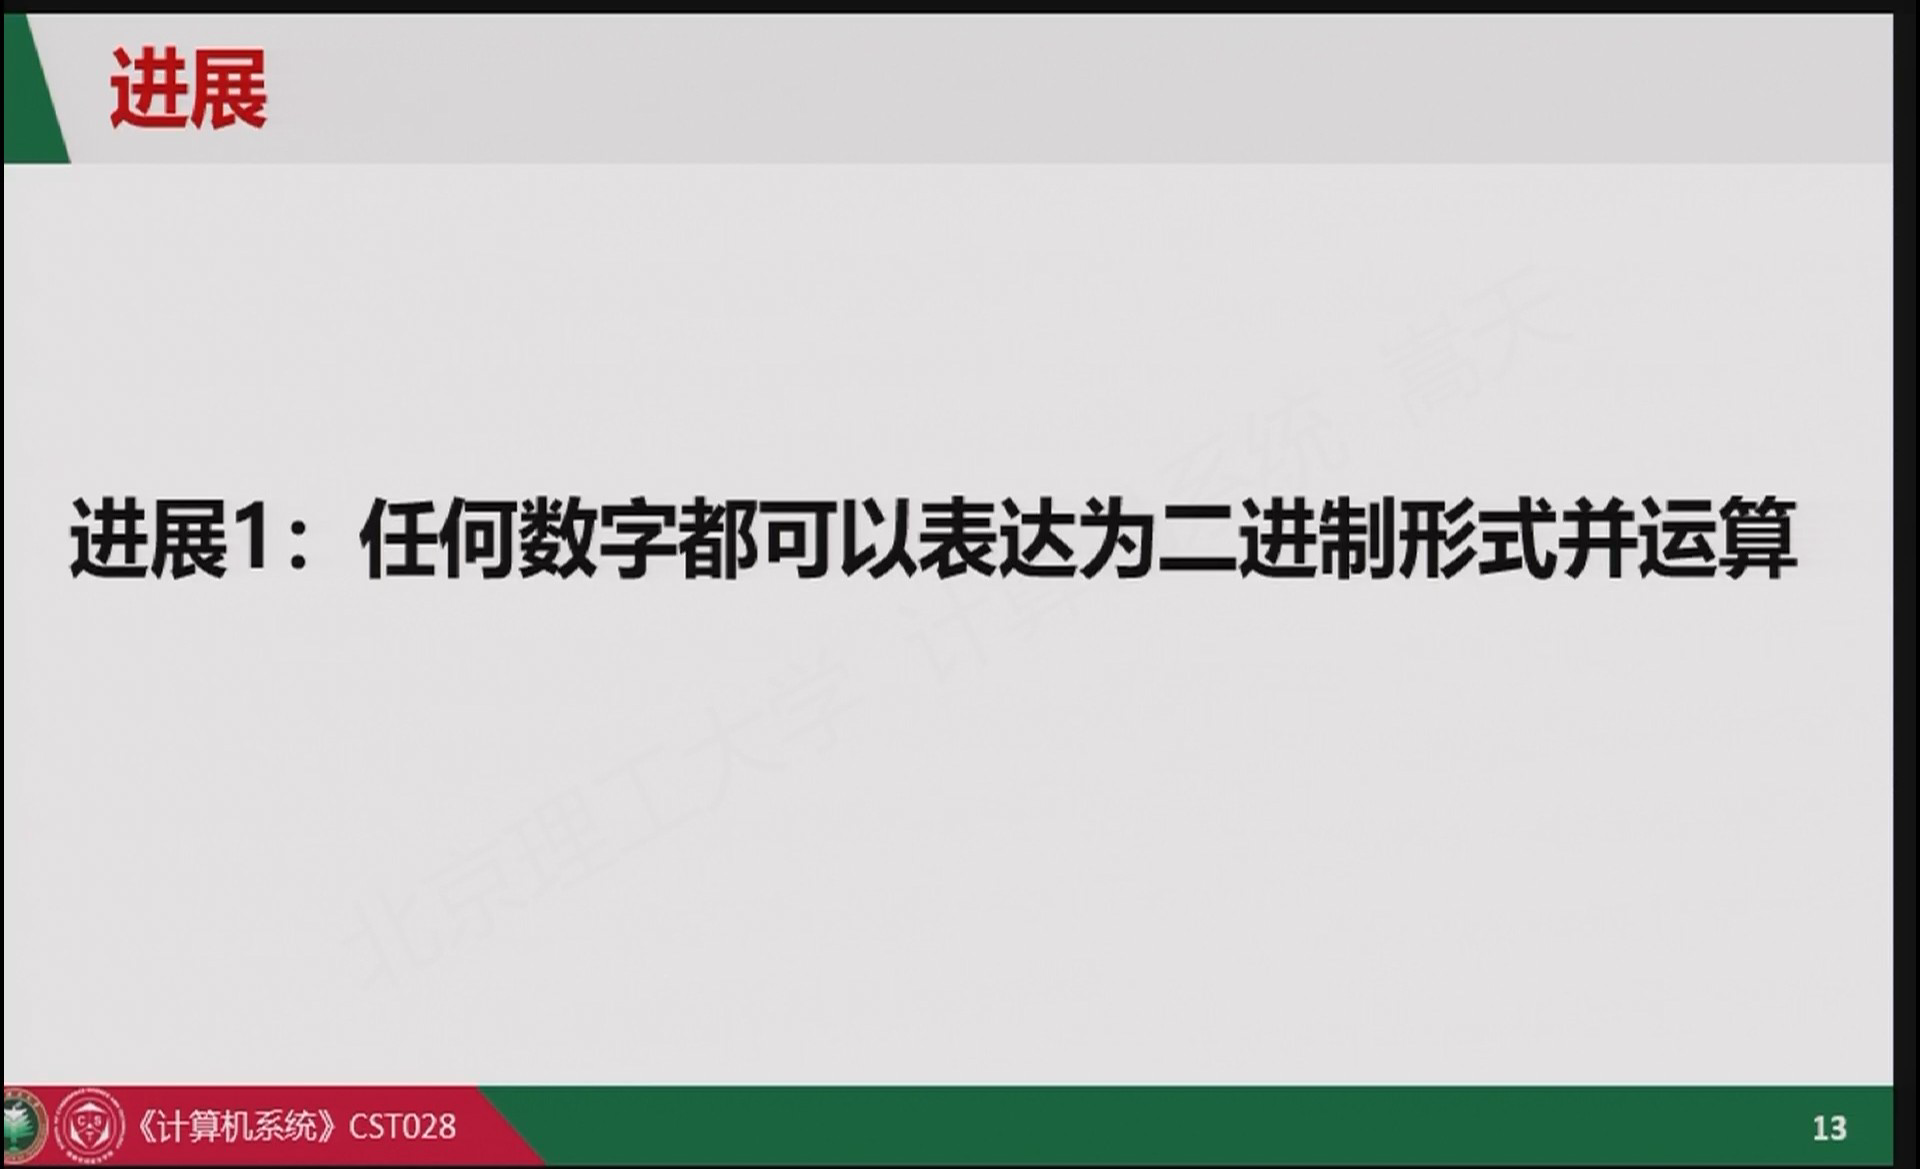 进展
进展1：任何数字都可以表达为二进制形式并运算
北京理工大学 计算机系统 嵩天
《计算机系统》CST028
13